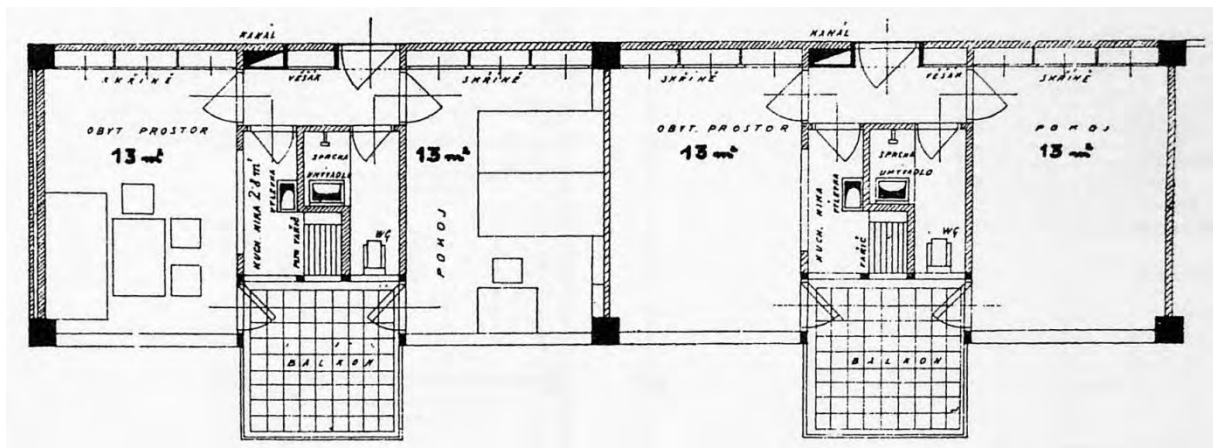 KANÁL
KANÁL
SKŘÍNĚ
VĚŠÁK
SKŘÍNĚ
SKŘÍNĚ
VĚŠÁK
SKŘÍNĚ
OBYT PROSTOR
13 m²
SPRCHA
UMYVADLO
VÝLEVKA
KUCH. NIKA 2·8 m²
WC
POKOJ
13 m²
OBYT. PROSTOR
13 m²
SPRCHA
UMYVADLO
VÝLEVKA
KUCH. NIKA
VAŘIČ
WC
POKOJ
13 m²
BALKON
BALKON